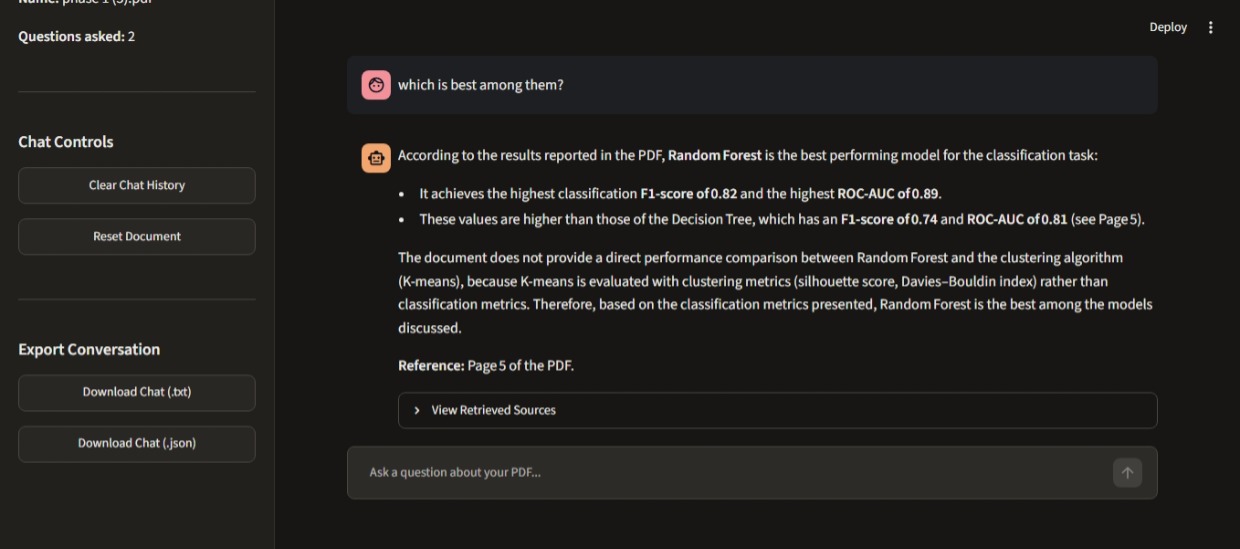 Name: phase 1 (3).pdf
Questions asked: 2
Chat Controls
Clear Chat History
Reset Document
Export Conversation
Download Chat (.txt)
Download Chat (.json)
Deploy
which is best among them?
According to the results reported in the PDF, Random Forest is the best performing model for the classification task:
• It achieves the highest classification F1-score of 0.82 and the highest ROC-AUC of 0.89.
• These values are higher than those of the Decision Tree, which has an F1-score of 0.74 and ROC-AUC of 0.81 (see Page 5).
The document does not provide a direct performance comparison between Random Forest and the clustering algorithm
(K-means), because K-means is evaluated with clustering metrics (silhouette score, Davies–Bouldin index) rather than
classification metrics. Therefore, based on the classification metrics presented, Random Forest is the best among the models
discussed.
Reference: Page 5 of the PDF.
View Retrieved Sources
Ask a question about your PDF...